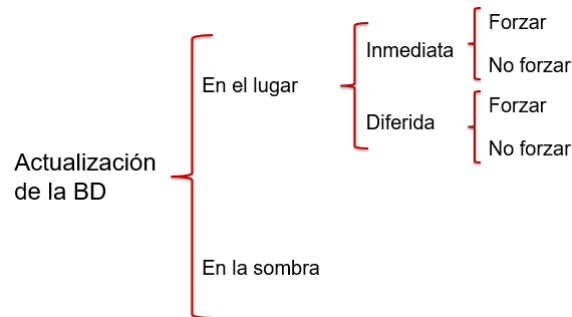 Actualización
de la BD
En el lugar
Inmediata
Forzar
No forzar
Diferida
Forzar
No forzar
En la sombra